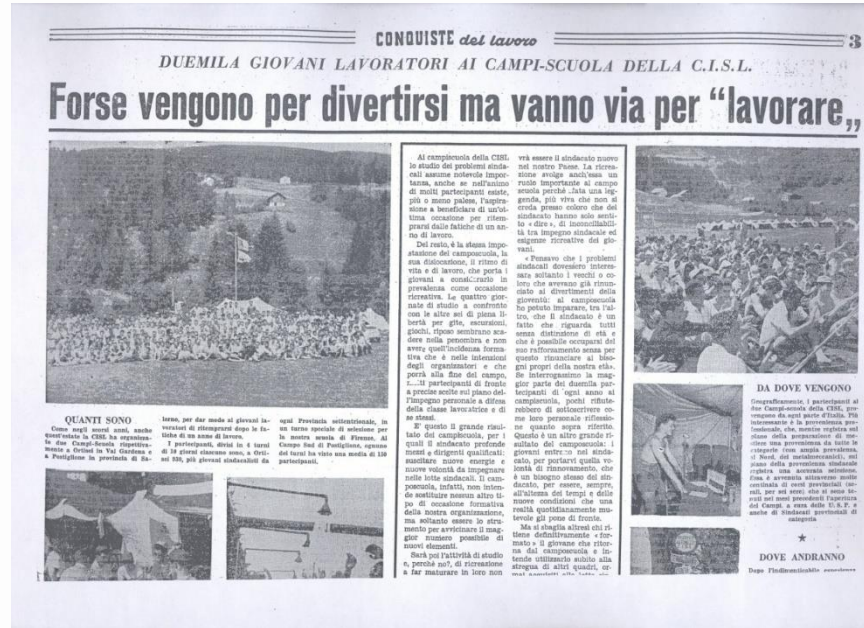 CONQUISTE del lavoro
3
DUEMILA GIOVANI LAVORATORI AI CAMPI-SCUOLA DELLA C.I.S.L.
Forse vengono per divertirsi ma vanno via per “lavorare„
QUANTI SONO
Come negli scorsi anni, anche
quest'estate la CISL ha organizza-
to due Campi-Scuola rispettiva-
mente a Ortisei in Val Gardena e
a Postiglione in provincia di Sa-
lerno, per dar modo ai giovani la-
voratori di ritemprarsi dopo le fa-
tiche di un anno di lavoro.
I partecipanti, divisi in 4 turni
di 10 giorni ciascuno sono, a Orti-
sei 930, più giovani sindacalisti da
ogni Provincia settentrionale, in
un turno speciale di selezione per
la nostra scuola di Firenze. Al
Campo Sud di Postiglione, ognuno
dei turni ha visto una media di 150
partecipanti.
Ai campiscuola della CISL
lo studio dei problemi sinda-
cali assume notevole impor-
tanza, anche se nell'animo
di molti partecipanti esiste,
più o meno palese, l'aspira-
zione a beneficiare di un'ot-
tima occasione per ritem-
prarsi dalle fatiche di un an-
no di lavoro.
Del resto, è la stessa impo-
stazione del camposcuola, la
sua dislocazione, il ritmo di
vita e di lavoro, che porta i
giovani a considerarlo in
prevalenza come occasione
ricreativa. Le quattro gior-
nate di studio a confronto
con le altre sei di piena li-
bertà per gite, escursioni,
giochi, riposo sembrano sca-
dere nella penombra e non
avere quell'incidenza forma-
tiva che è nelle intenzioni
degli organizzatori e che
porrà alla fine del campo,
partecipanti di fronte
a precise scelte sul piano del-
l'impegno personale a difesa
della classe lavoratrice e di
se stessi.
E' questo il grande risul-
tato dei campiscuola, per i
quali il sindacato profonde
mezzi e dirigenti qualificati:
suscitare nuove energie e
nuove volontà da impegnare
nelle lotte sindacali. Il cam-
poscuola, infatti, non inten-
de sostituire nessun altro ti-
po di occasione formativa
della nostra organizzazione,
ma soltanto essere lo stru-
mento per avvicinare il mag-
gior numero possibile di
nuovi elementi.
Sarà poi l'attività di studio
e, perchè no?, di ricreazione
a far maturare in loro non
vrà essere il sindacato nuovo
nel nostro Paese. La ricrea-
zione svolge anch'essa un
ruolo importante al campo
scuola perchè sfata una leg-
genda, più viva che non si
creda presso coloro che del
sindacato hanno solo senti-
to « dire », di inconciliabili-
tà tra impegno sindacale ed
esigenze ricreative dei gio-
vani.
« Pensavo che i problemi
sindacali dovessero interes-
sare soltanto i vecchi o co-
loro che avevano già rinun-
ciato ai divertimenti della
gioventù: al camposcuola
ho potuto imparare, tra l'al-
tro, che il sindacato è un
fatto che riguarda tutti
senza distinzione di età e
che è possibile occuparsi del
suo rafforzamento senza per
questo rinunciare ai biso-
gni propri della nostra età».
Se interrogassimo la mag-
gior parte dei duemila par-
tecipanti di ogni anno ai
campiscuola, pochi rifiute-
rebbero di sottoscrivere co-
me loro personale riflessio-
ne quanto sopra riferito.
Questo è un altro grande ri-
sultato del camposcuola: i
giovani entrano nel sinda-
cato, per portarvi quella vo-
lontà di rinnovamento, che
è un bisogno stesso del sin-
dacato, per essere, sempre,
all'altezza dei tempi e delle
nuove condizioni che una
realtà quotidianamente mu-
tevole gli pone di fronte.
Ma si sbaglia altresì chi ri-
tiene definitivamente « for-
mato » il giovane che ritor-
na dal camposcuola e in-
tende utilizzarlo subito alla
stregua di altri quadri, or-
DA DOVE VENGONO
Geograficamente, i partecipanti ai
due Campi-scuola della CISL, pro-
vengono da ogni parte d'Italia. Più
interessante è la provenienza pro-
fessionale, che, mentre registra sul
piano della preparazione di me-
stiere una provenienza da tutte le
categorie (con ampia prevalenza,
al Nord, dei metalmeccanici), sul
piano della provenienza sindacale
registra una accurata selezione.
Essa è avvenuta attraverso molte
centinaia di corsi provinciali (se-
rali, per sei sere) che si sono te-
nuti nei mesi precedenti l'apertura
dei Campi, a cura delle U.S.P. e
anche di Sindacati provinciali di
categoria
DOVE ANDRANNO
Dopo l'indimenticabile esperienza